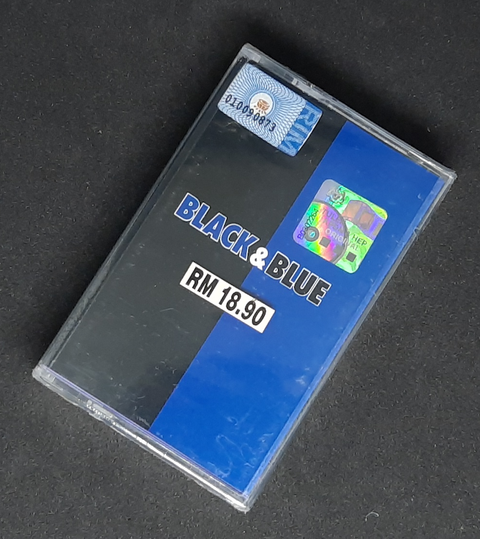 010090873
RIM
BLACK & BLUE
RM 18.90